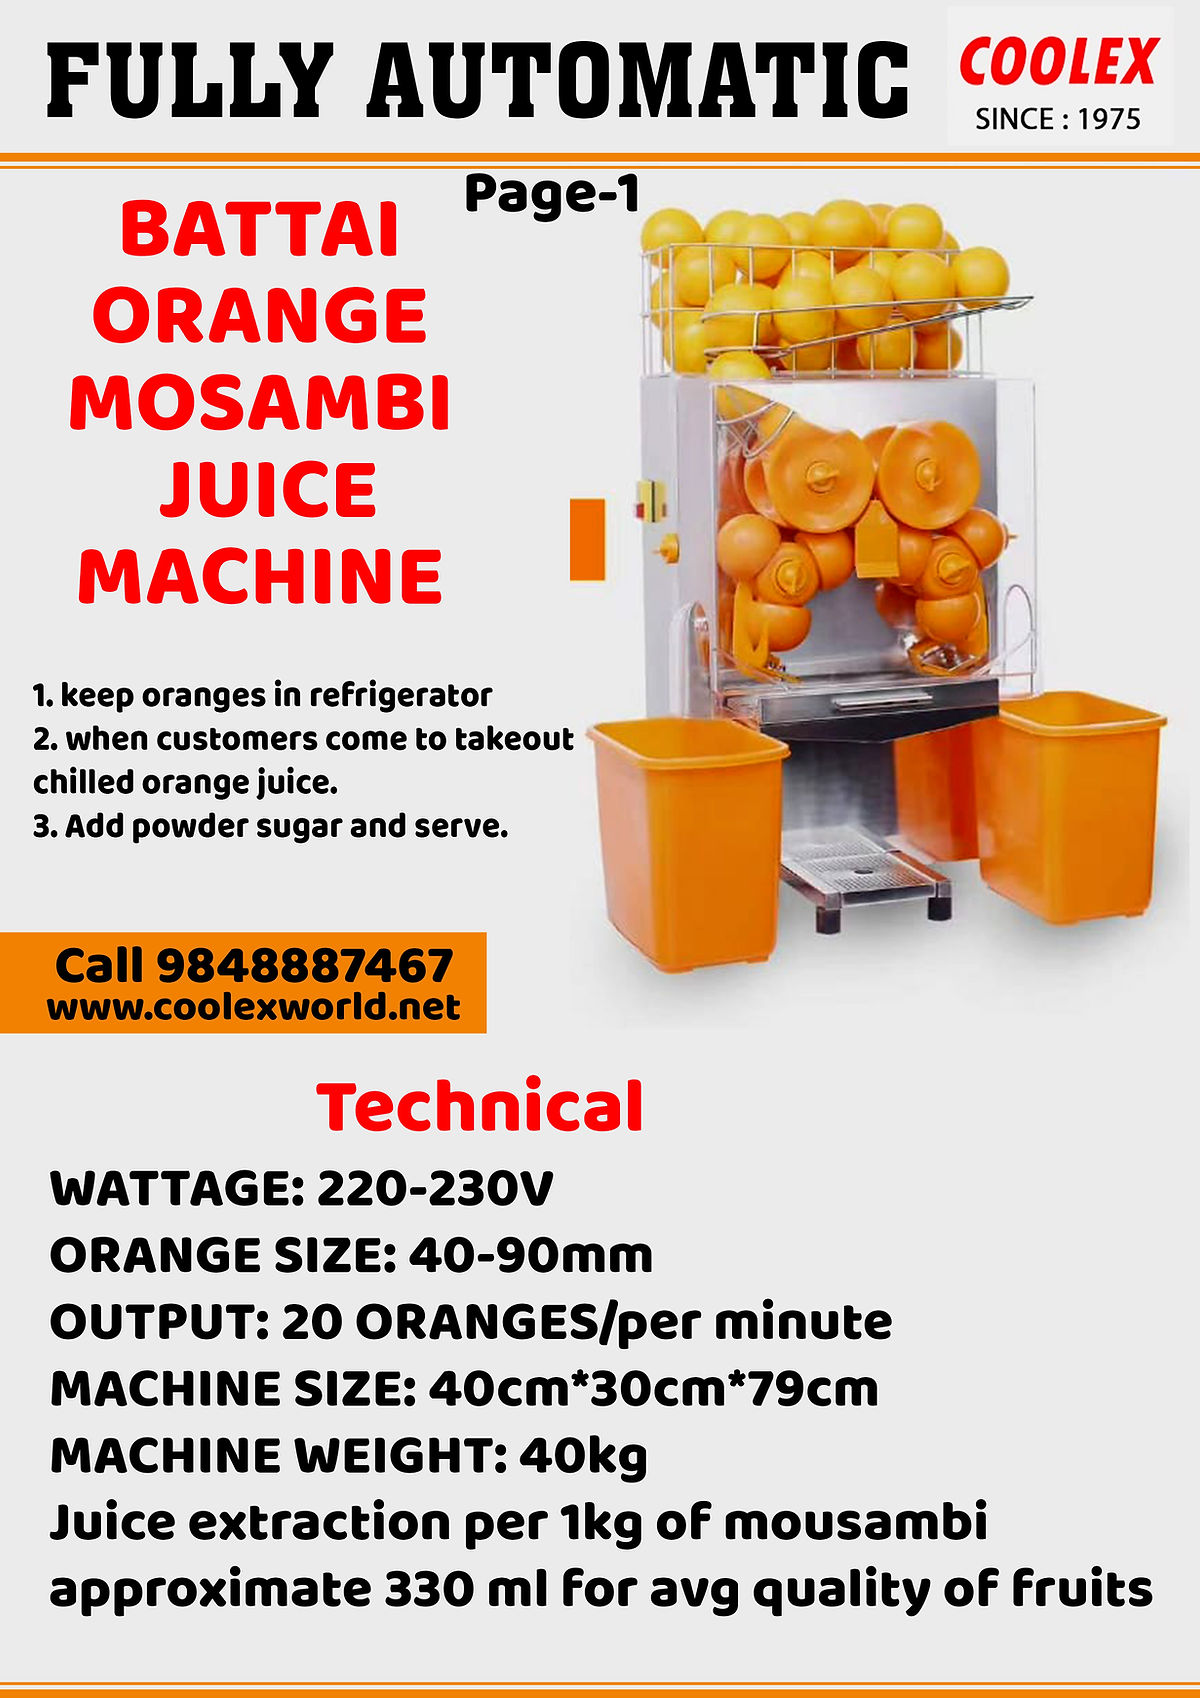 FULLY AUTOMATIC
COOLEX
SINCE : 1975
Page-1
BATTAI
ORANGE
MOSAMBI
JUICE
MACHINE
1. keep oranges in refrigerator
2. when customers come to takeout
chilled orange juice.
3. Add powder sugar and serve.
Call 9848887467
www.coolexworld.net
Technical
WATTAGE: 220-230V
ORANGE SIZE: 40-90mm
OUTPUT: 20 ORANGES/per minute
MACHINE SIZE: 40cm*30cm*79cm
MACHINE WEIGHT: 40kg
Juice extraction per 1kg of mousambi
approximate 330 ml for avg quality of fruits